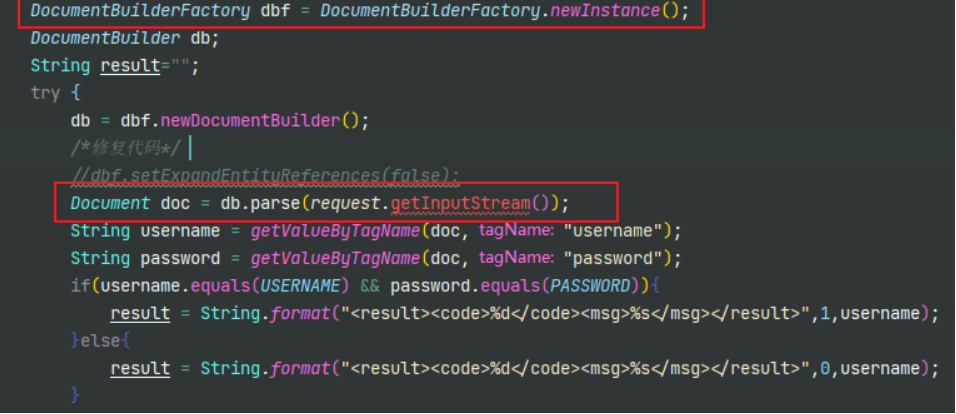 DocumentBuilderFactory dbf = DocumentBuilderFactory.newInstance();
DocumentBuilder db;
String result="";
try {
db = dbf.newDocumentBuilder();
/*修复代码*/
//dbf.setExpandEntityReferences(false);
Document doc = db.parse(request.getInputStream());
String username = getValueByTagName(doc, tagName: "username");
String password = getValueByTagName(doc, tagName: "password");
if(username.equals(USERNAME) && password.equals(PASSWORD)){
result = String.format("<result><code>%d</code><msg>%s</msg></result>",1,username);
}else{
result = String.format("<result><code>%d</code><msg>%s</msg></result>",0,username);
}